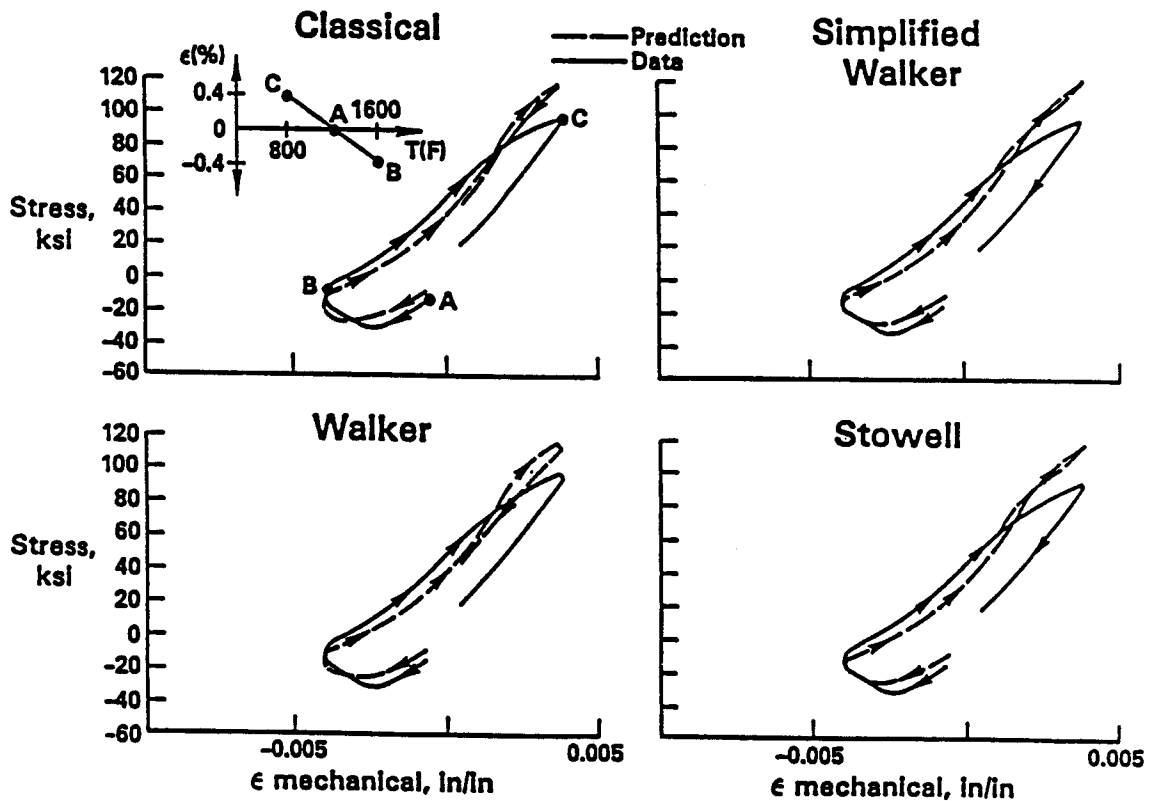 Classical
Prediction
Data
Simplified
Walker
ϵ(%)
C
0.4
0
-0.4
A
1600
800
T(F)
B
120
100
80
60
40
20
0
-20
-40
-60
Stress,
ksi
C
B
A
Walker
Stowell
120
100
80
60
40
20
0
-20
-40
-60
Stress,
ksi
-0.005
0.005
ϵ mechanical, in/in
-0.005
0.005
ϵ mechanical, in/in